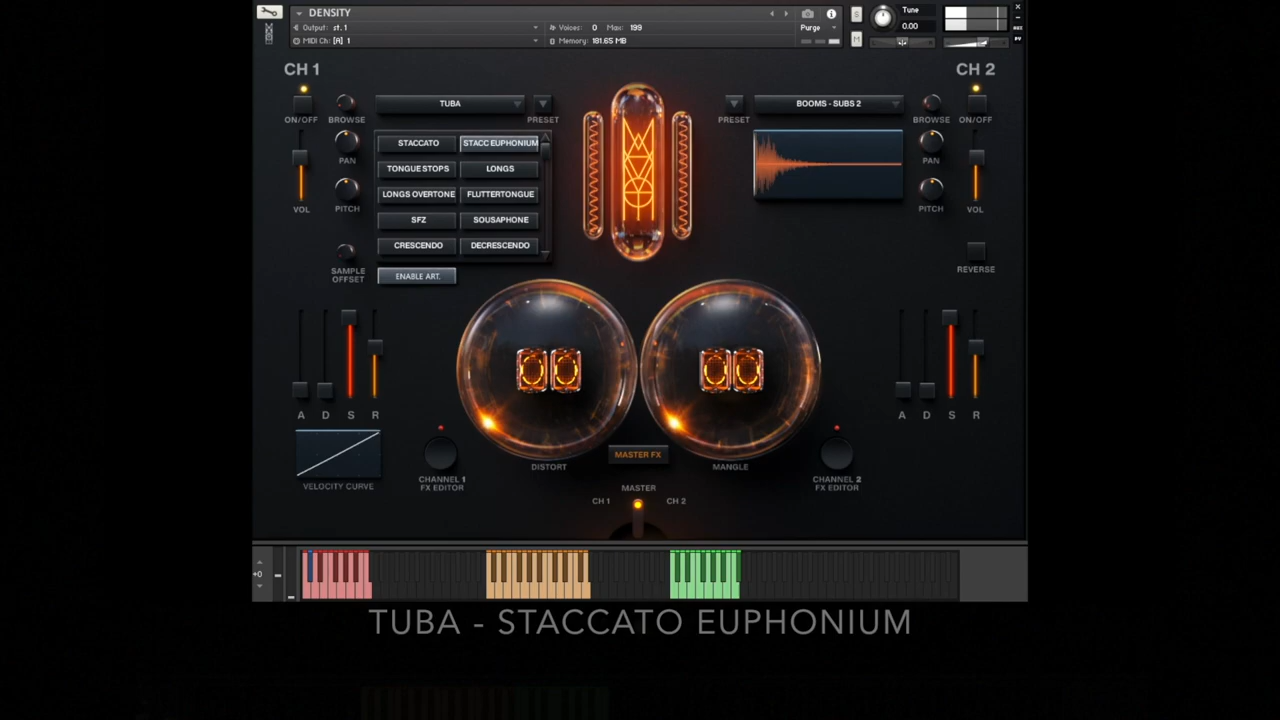 DENSITY
Output: st. 1
Voices: 0 Max: 199
Purge
MIDI Ch: [A] 1
Memory: 181.65 MB
S
M
Tune
0.00
CH 1
CH 2
TUBA
BOOMS - SUBS 2
ON/OFF
BROWSE
PRESET
PRESET
BROWSE
ON/OFF
STACCATO
STACC EUPHONIUM
PAN
PAN
TONGUE STOPS
LONGS
LONGS OVERTONE
FLUTTERTONGUE
VOL
PITCH
PITCH
VOL
SFZ
SOUSAPHONE
CRESCENDO
DECRESCENDO
SAMPLE
OFFSET
ENABLE ART.
REVERSE
00
00
A D S R
A D S R
VELOCITY CURVE
CHANNEL 1
FX EDITOR
DISTORT
MASTER FX
MANGLE
CHANNEL 2
FX EDITOR
MASTER
CH 1
CH 2
+0
TUBA - STACCATO EUPHONIUM